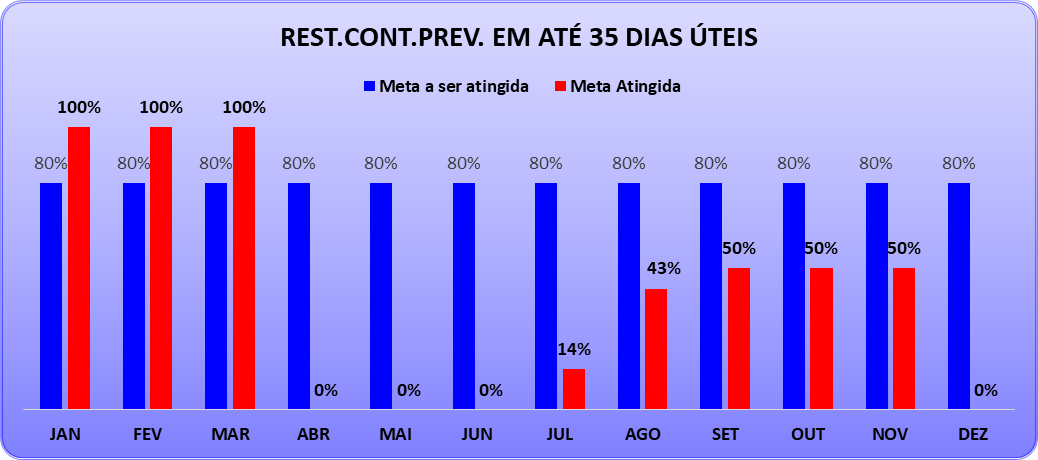 REST.CONT.PREV. EM ATÉ 35 DIAS ÚTEIS
Meta a ser atingida Meta Atingida
100% 100% 100%
80% 80% 80% 80% 80% 80% 80% 80% 80% 80% 80% 80%
50% 50% 50%
43%
14%
0% 0% 0% 0%
JAN FEV MAR ABR MAI JUN JUL AGO SET OUT NOV DEZ